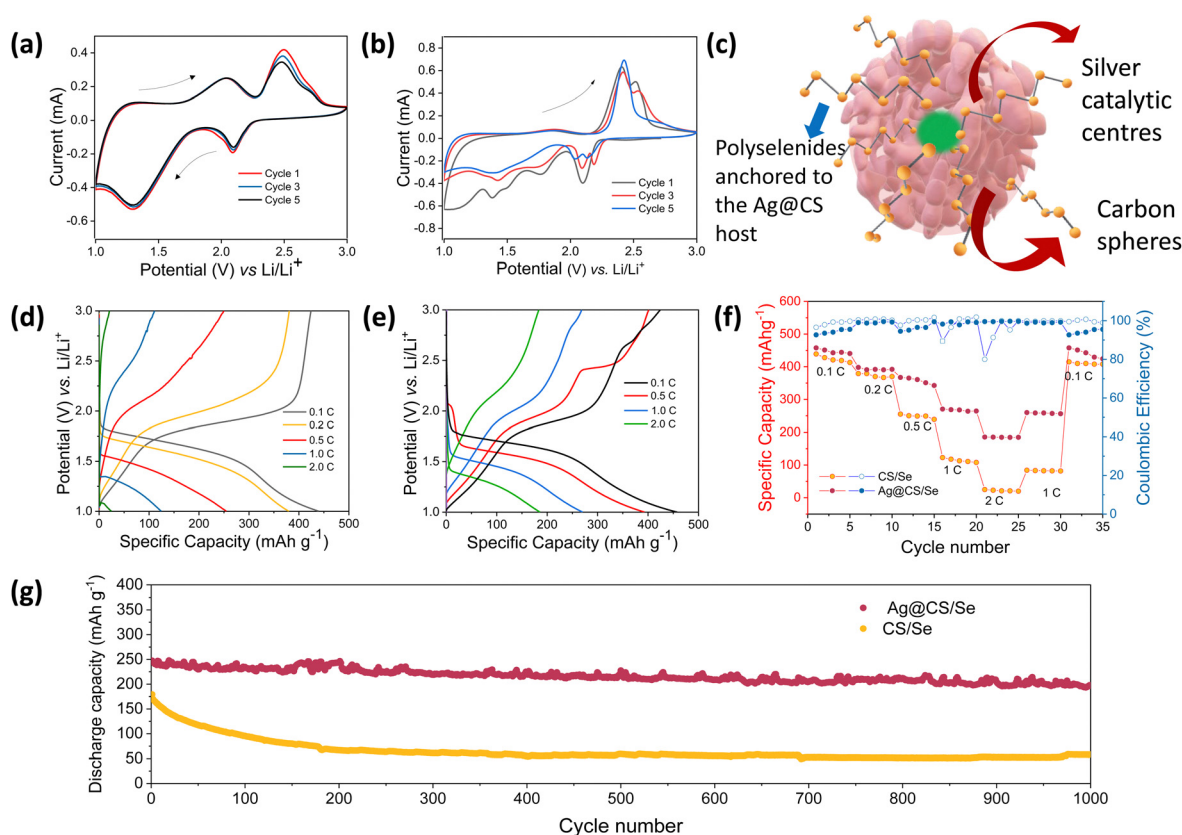 (a)
Current (mA)
0.4
0.2
0.0
-0.2
-0.4
-0.6
Cycle 1
Cycle 3
Cycle 5
1.0 1.5 2.0 2.5 3.0
Potential (V) vs Li/Li⁺
(b)
Current (mA)
0.8
0.6
0.4
0.2
0.0
-0.2
-0.4
-0.6
-0.8
Cycle 1
Cycle 3
Cycle 5
1.0 1.5 2.0 2.5 3.0
Potential (V) vs. Li/Li⁺
(c)
Silver
catalytic
centres
Polyselenides
anchored to
the Ag@CS
host
Carbon
spheres
(d)
Potential (V) vs. Li/Li⁺
3.0
2.5
2.0
1.5
1.0
0.1 C
0.2 C
0.5 C
1.0 C
2.0 C
0 100 200 300 400 500
Specific Capacity (mAh g⁻¹)
(e)
Potential (V) vs. Li/Li⁺
3.0
2.5
2.0
1.5
1.0
0.1 C
0.5 C
1.0 C
2.0 C
0 100 200 300 400 500
Specific Capacity (mAh g⁻¹)
(f)
Specific Capacity (mAhg⁻¹)
600
500
400
300
200
100
0
0.1 C
0.2 C
0.5 C
1 C
2 C
1 C
0.1 C
CS/Se
Ag@CS/Se
100
80
60
40
20
0
Coulombic Efficiency (%)
0 5 10 15 20 25 30 35
Cycle number
(g)
Discharge capacity (mAh g⁻¹)
400
350
300
250
200
150
100
50
0
Ag@CS/Se
CS/Se
0 100 200 300 400 500 600 700 800 900 1000
Cycle number